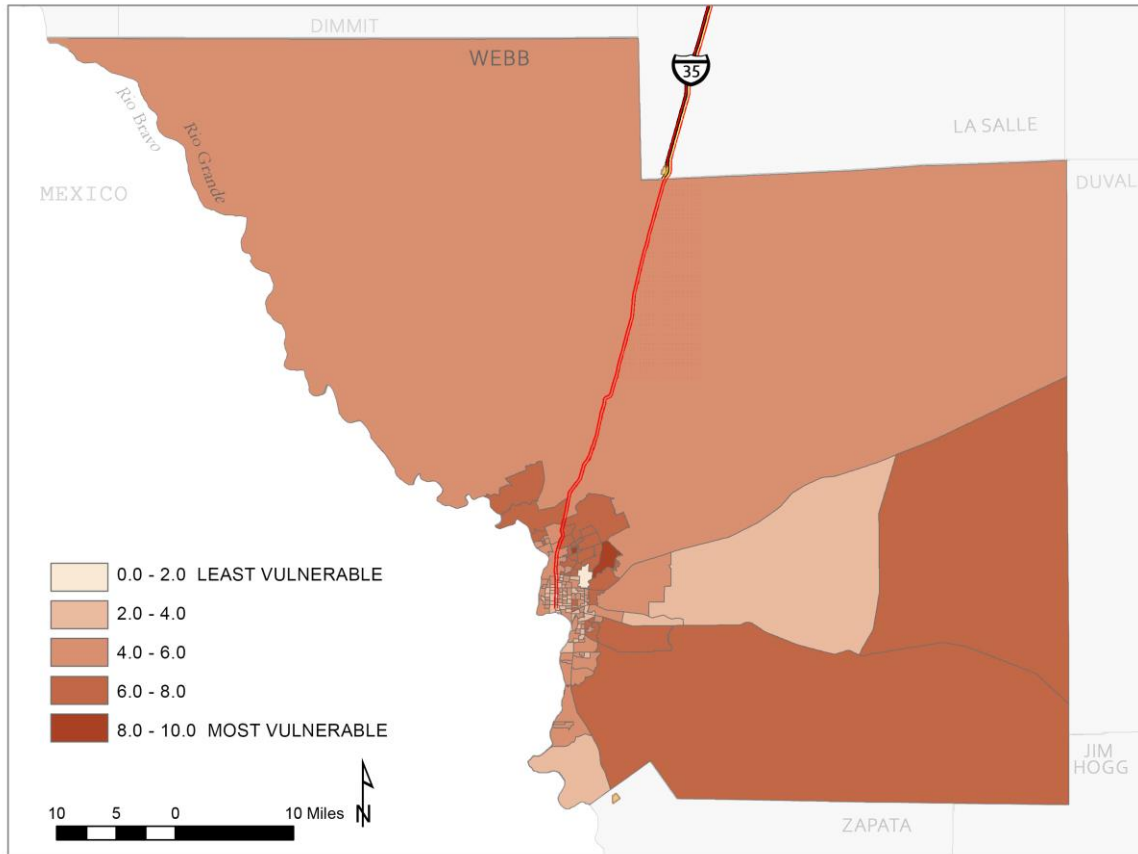 DIMMIT
WEBB
35
Rio Bravo
Rio Grande
LA SALLE
MEXICO
DUVAL
0.0 - 2.0 LEAST VULNERABLE
2.0 - 4.0
4.0 - 6.0
6.0 - 8.0
8.0 - 10.0 MOST VULNERABLE
JIM
HOGG
N
10 5 0 10 Miles
ZAPATA